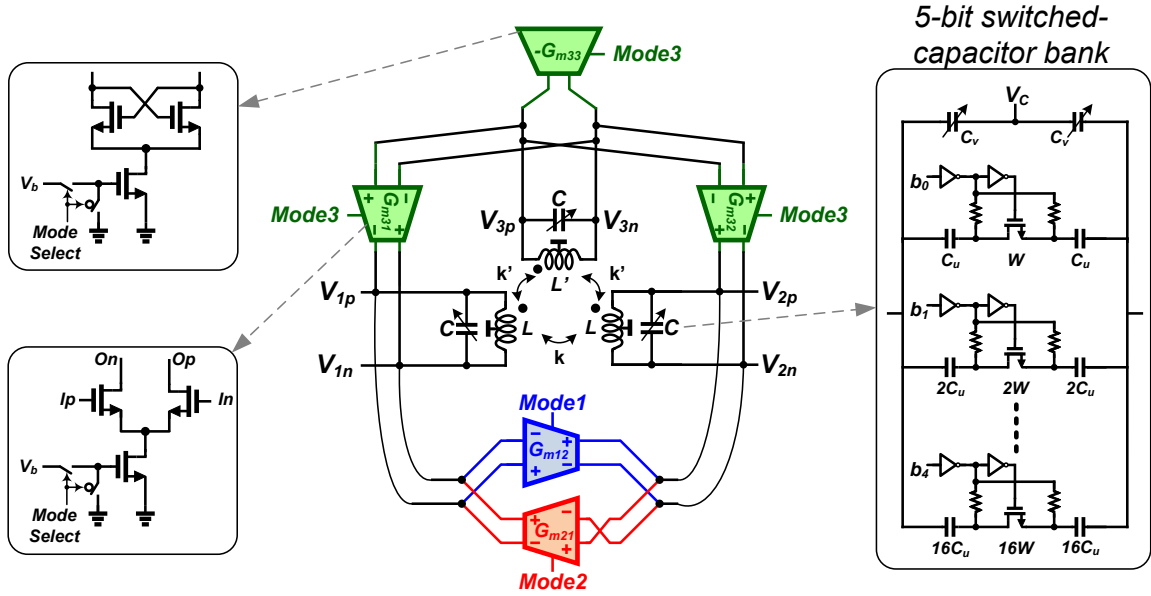 5-bit switched-
capacitor bank
-Gm33
Mode3
Vb
Mode
Select
+ −
Gm31
− +
Mode3
− +
Gm32
− +
Mode3
V3p
C
V3n
L'
k'
k'
V1p
V1n
C
L
k
L
C
V2p
V2n
On
Op
Ip
In
Vb
Mode
Select
Mode1
− +
Gm12
+ −
+ −
Gm21
− +
Mode2
VC
Cv
Cv
b0
Cu
W
Cu
b1
2Cu
2W
2Cu
b4
16Cu
16W
16Cu